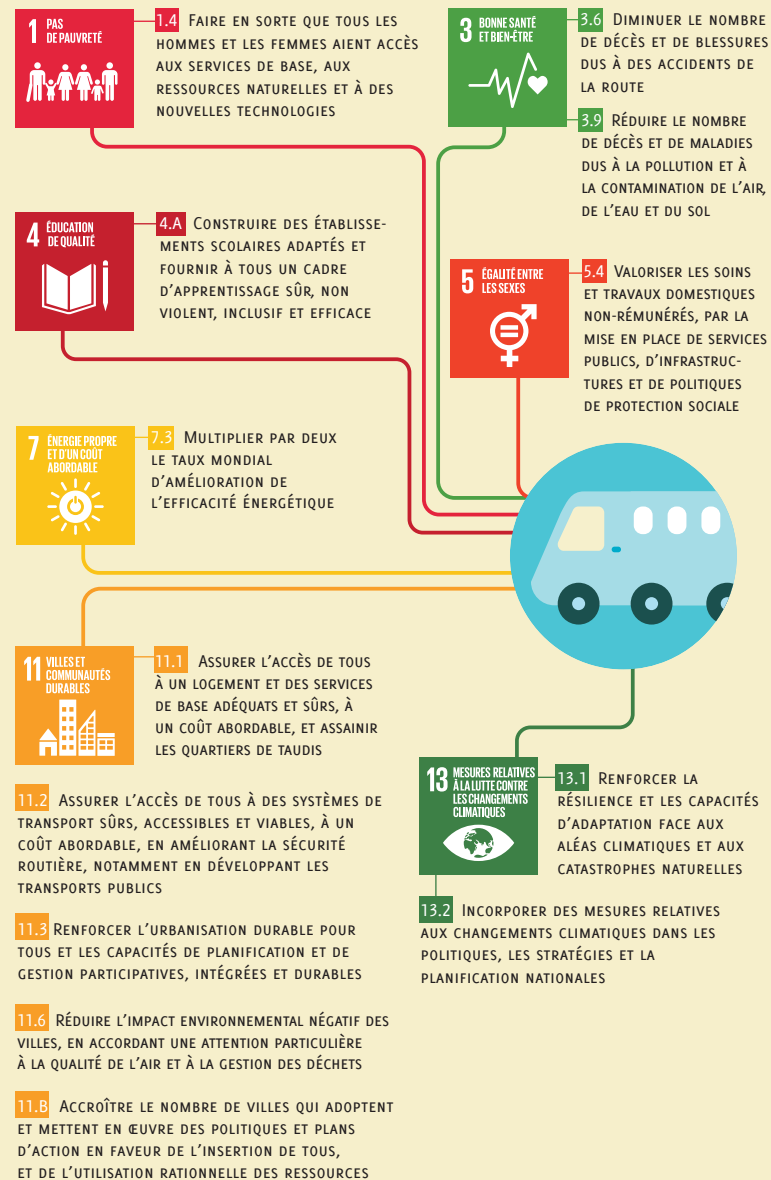 1 PAS
DE PAUVRETÉ
1.4 Faire en sorte que tous les
hommes et les femmes aient accès
aux services de base, aux
ressources naturelles et à des
nouvelles technologies
3 BONNE SANTÉ
ET BIEN-ÊTRE
3.6 Diminuer le nombre
de décès et de blessures
dus à des accidents de
la route
3.9 Réduire le nombre
de décès et de maladies
dus à la pollution et à
la contamination de l'air,
de l'eau et du sol
4 ÉDUCATION
DE QUALITÉ
4.A Construire des établisse-
ments scolaires adaptés et
fournir à tous un cadre
d'apprentissage sûr, non
violent, inclusif et efficace
5 ÉGALITÉ ENTRE
LES SEXES
5.4 Valoriser les soins
et travaux domestiques
non-rémunérés, par la
mise en place de services
publics, d'infrastruc-
tures et de politiques
de protection sociale
7 ÉNERGIE PROPRE
ET D'UN COÛT
ABORDABLE
7.3 Multiplier par deux
le taux mondial
d'amélioration de
l'efficacité énergétique
11 VILLES ET
COMMUNAUTÉS
DURABLES
11.1 Assurer l'accès de tous
à un logement et des services
de base adéquats et sûrs, à
un coût abordable, et assainir
les quartiers de taudis
11.2 Assurer l'accès de tous à des systèmes de
transport sûrs, accessibles et viables, à un
coût abordable, en améliorant la sécurité
routière, notamment en développant les
transports publics
11.3 Renforcer l'urbanisation durable pour
tous et les capacités de planification et de
gestion participatives, intégrées et durables
11.6 Réduire l'impact environnemental négatif des
villes, en accordant une attention particulière
à la qualité de l'air et à la gestion des déchets
11.B Accroître le nombre de villes qui adoptent
et mettent en œuvre des politiques et plans
d'action en faveur de l'insertion de tous,
et de l'utilisation rationnelle des ressources
13 MESURES RELATIVES
À LA LUTTE CONTRE
LES CHANGEMENTS
CLIMATIQUES
13.1 Renforcer la
résilience et les capacités
d'adaptation face aux
aléas climatiques et aux
catastrophes naturelles
13.2 Incorporer des mesures relatives
aux changements climatiques dans les
politiques, les stratégies et la
planification nationales